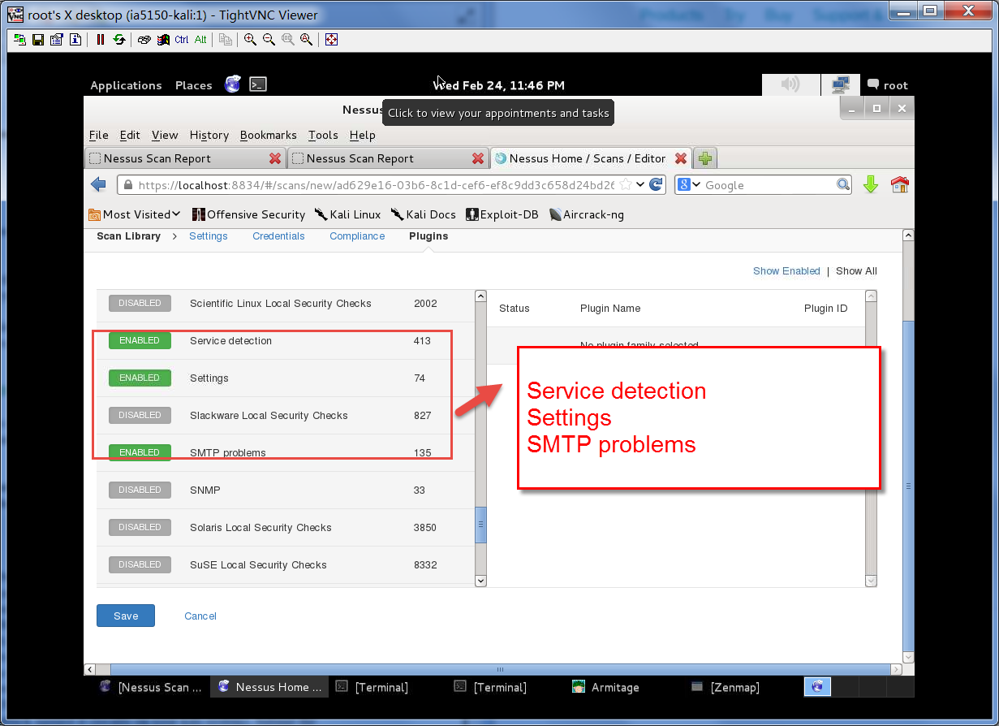 root's X desktop (ia5150-kali:1) - TightVNC Viewer
Ctrl Alt
Applications Places Wed Feb 24, 11:46 PM root
Nessus
Click to view your appointments and tasks
File Edit View History Bookmarks Tools Help
Nessus Scan Report Nessus Scan Report Nessus Home / Scans / Editor
https://localhost:8834/#/scans/new/ad629e16-03b6-8c1d-cef6-ef8c9dd3c658d24bd26 Google
Most Visited Offensive Security Kali Linux Kali Docs Exploit-DB Aircrack-ng
Scan Library > Settings Credentials Compliance Plugins
Show Enabled | Show All
DISABLED Scientific Linux Local Security Checks 2002
Status Plugin Name Plugin ID
ENABLED Service detection 413
No plugin family selected
ENABLED Settings 74
DISABLED Slackware Local Security Checks 827
ENABLED SMTP problems 135
DISABLED SNMP 33
DISABLED Solaris Local Security Checks 3850
DISABLED SuSE Local Security Checks 8332
Service detection
Settings
SMTP problems
Save Cancel
[Nessus Scan ... Nessus Home ... [Terminal] [Terminal] Armitage [Zenmap]